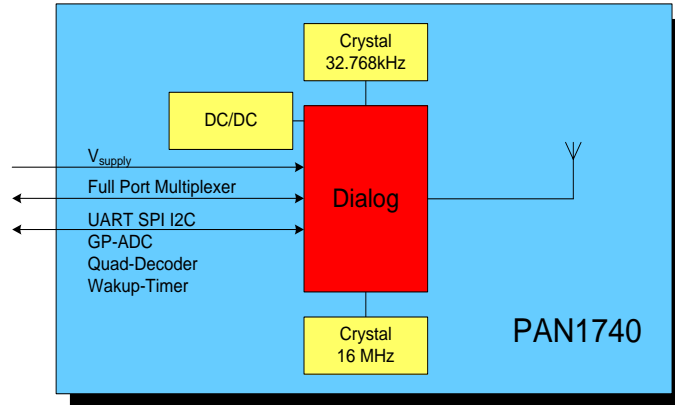 Crystal
32.768kHz
DC/DC
Vsupply
Full Port Multiplexer
Dialog
UART SPI I2C
GP-ADC
Quad-Decoder
Wakup-Timer
Crystal
16 MHz
PAN1740